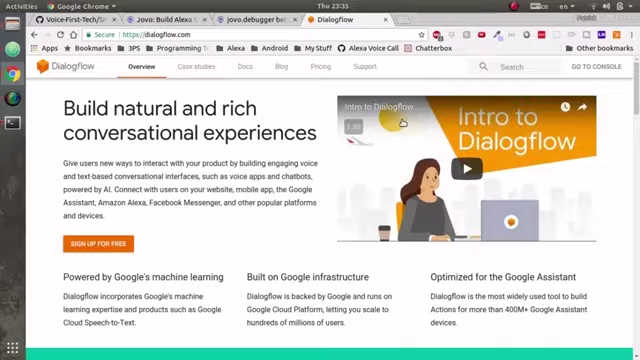 Activities
Google Chrome
Thu 23:35
en
Voice-First-Tech/S
Jovo: Build Alexa S
jovo.debugger be
Dialogflow
Secure
https://dialogflow.com
Apps
Bahrain
3PS
Programming
Android
My Stuff
Alexa Voice Call
Chatterbox
Other bookmarks
Dialogflow
Overview
Case studies
Docs
Blog
Pricing
Support
Search
GO TO CONSOLE
Build natural and rich
conversational experiences
Give users new ways to interact with your product by building engaging voice
and text-based conversational interfaces, such as voice apps and chatbots,
powered by AI. Connect with users on your website, mobile app, the Google
Assistant, Amazon Alexa, Facebook Messenger, and other popular platforms
and devices.
SIGN UP FOR FREE
Intro to Dialogflow
1.00
Intro to
Dialogflow
Powered by Google's machine learning
Dialogflow incorporates Google's machine
learning expertise and products such as Google
Cloud Speech-to-Text.
Built on Google infrastructure
Dialogflow is backed by Google and runs on
Google Cloud Platform, letting you scale to
hundreds of millions of users.
Optimized for the Google Assistant
Dialogflow is the most widely used tool to build
Actions for more than 400M+ Google Assistant
devices.